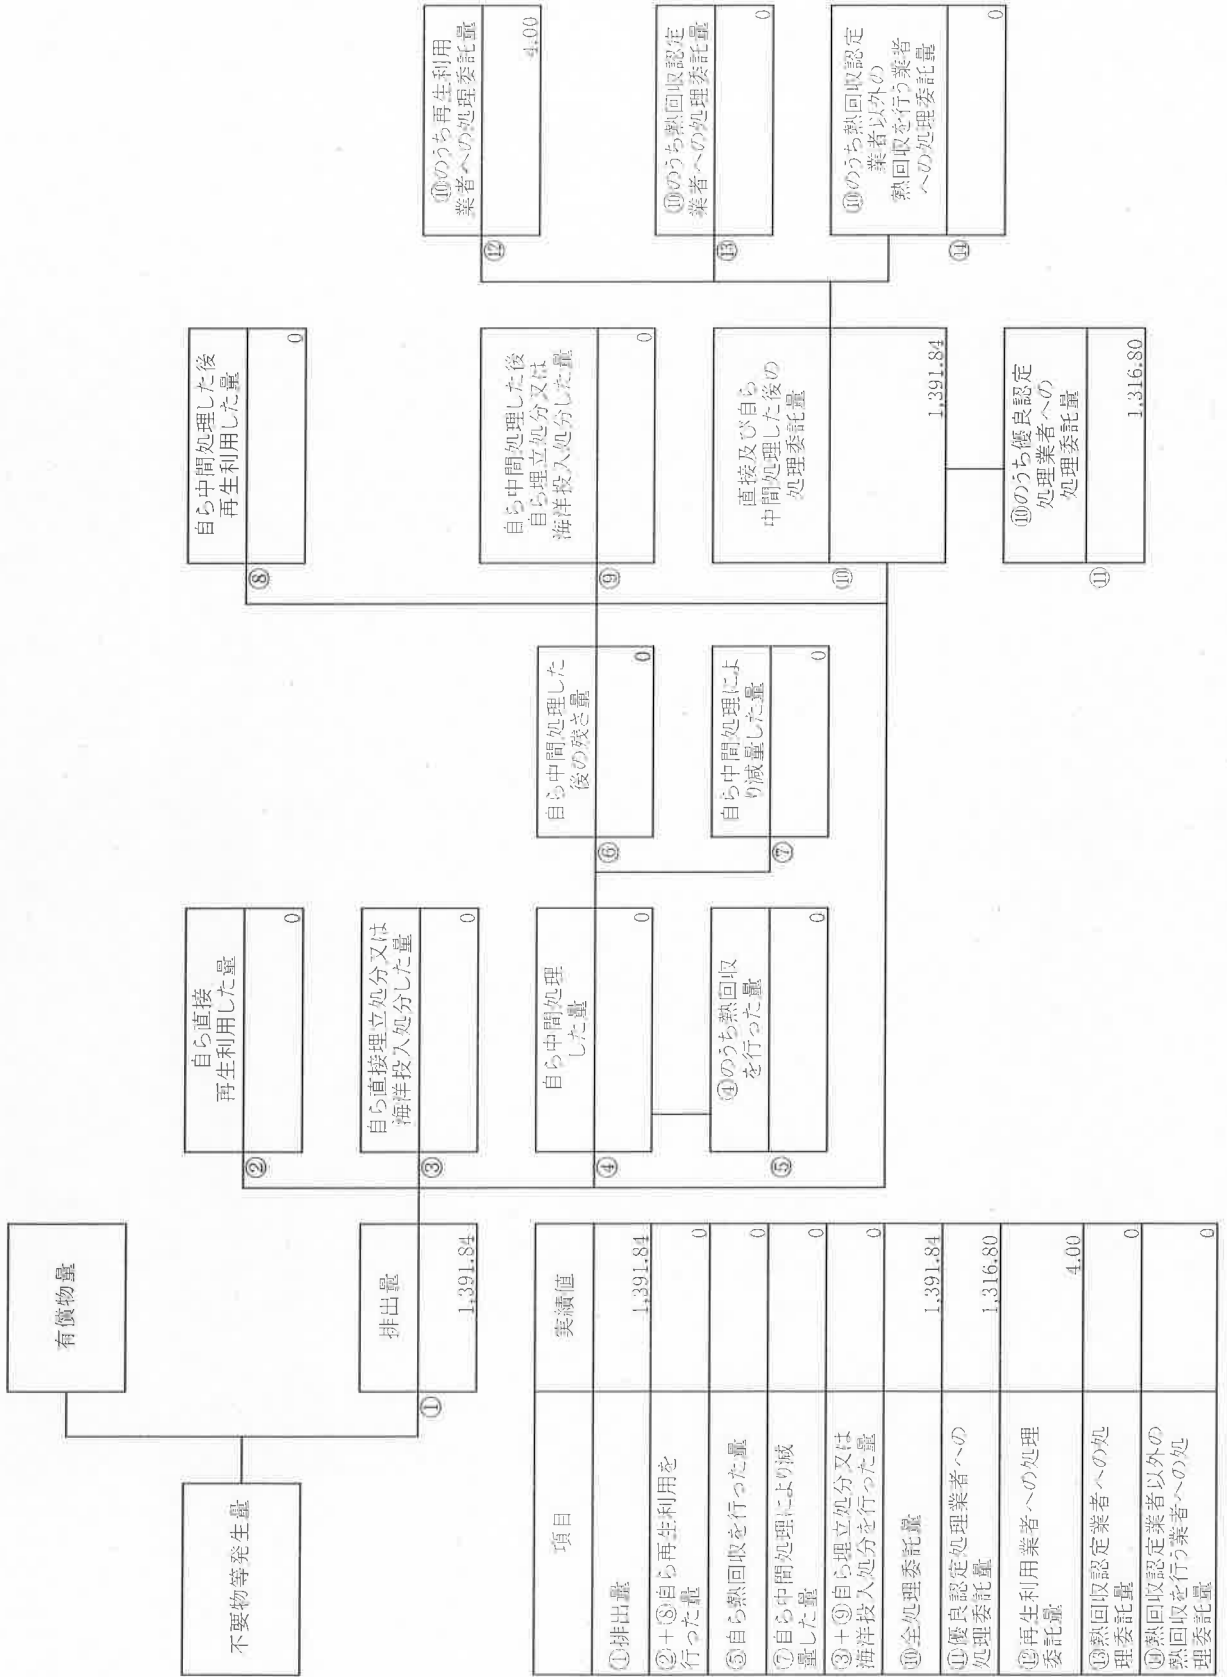 有償物量
不要物等発生量
①
排出量
1,391.84
②
自ら直接
再生利用した量
0
③
自ら直接埋立処分又は
海洋投入処分した量
0
④
自ら中間処理
した量
0
⑤
④のうち熱回収
を行った量
0
⑥
自ら中間処理した
後の残さ量
0
⑦
自ら中間処理によ
り減量した量
0
⑧
自ら中間処理した後
再生利用した量
0
⑨
自ら中間処理した後
自ら埋立処分又は
海洋投入処分した量
0
⑩
直接及び自ら
中間処理した後の
処理委託量
1,391.84
⑪
⑩のうち優良認定
処理業者への
処理委託量
1,316.80
⑫
⑩のうち再生利用
業者への処理委託量
4.00
⑬
⑩のうち熱回収認定
業者への処理委託量
0
⑭
⑩のうち熱回収認定
業者以外の
熱回収を行う業者
への処理委託量
0
項目
実績値
①排出量
1,391.84
②+⑧自ら再生利用を
行った量
0
⑤自ら熱回収を行った量
0
⑦自ら中間処理により減
量した量
0
③+⑨自ら埋立処分又は
海洋投入処分を行った量
0
⑩全処理委託量
1,391.84
⑪優良認定処理業者への
処理委託量
1,316.80
⑫再生利用業者への処理
委託量
4.00
⑬熱回収認定業者への処
理委託量
0
⑭熱回収認定業者以外の
熱回収を行う業者への処
理委託量
0